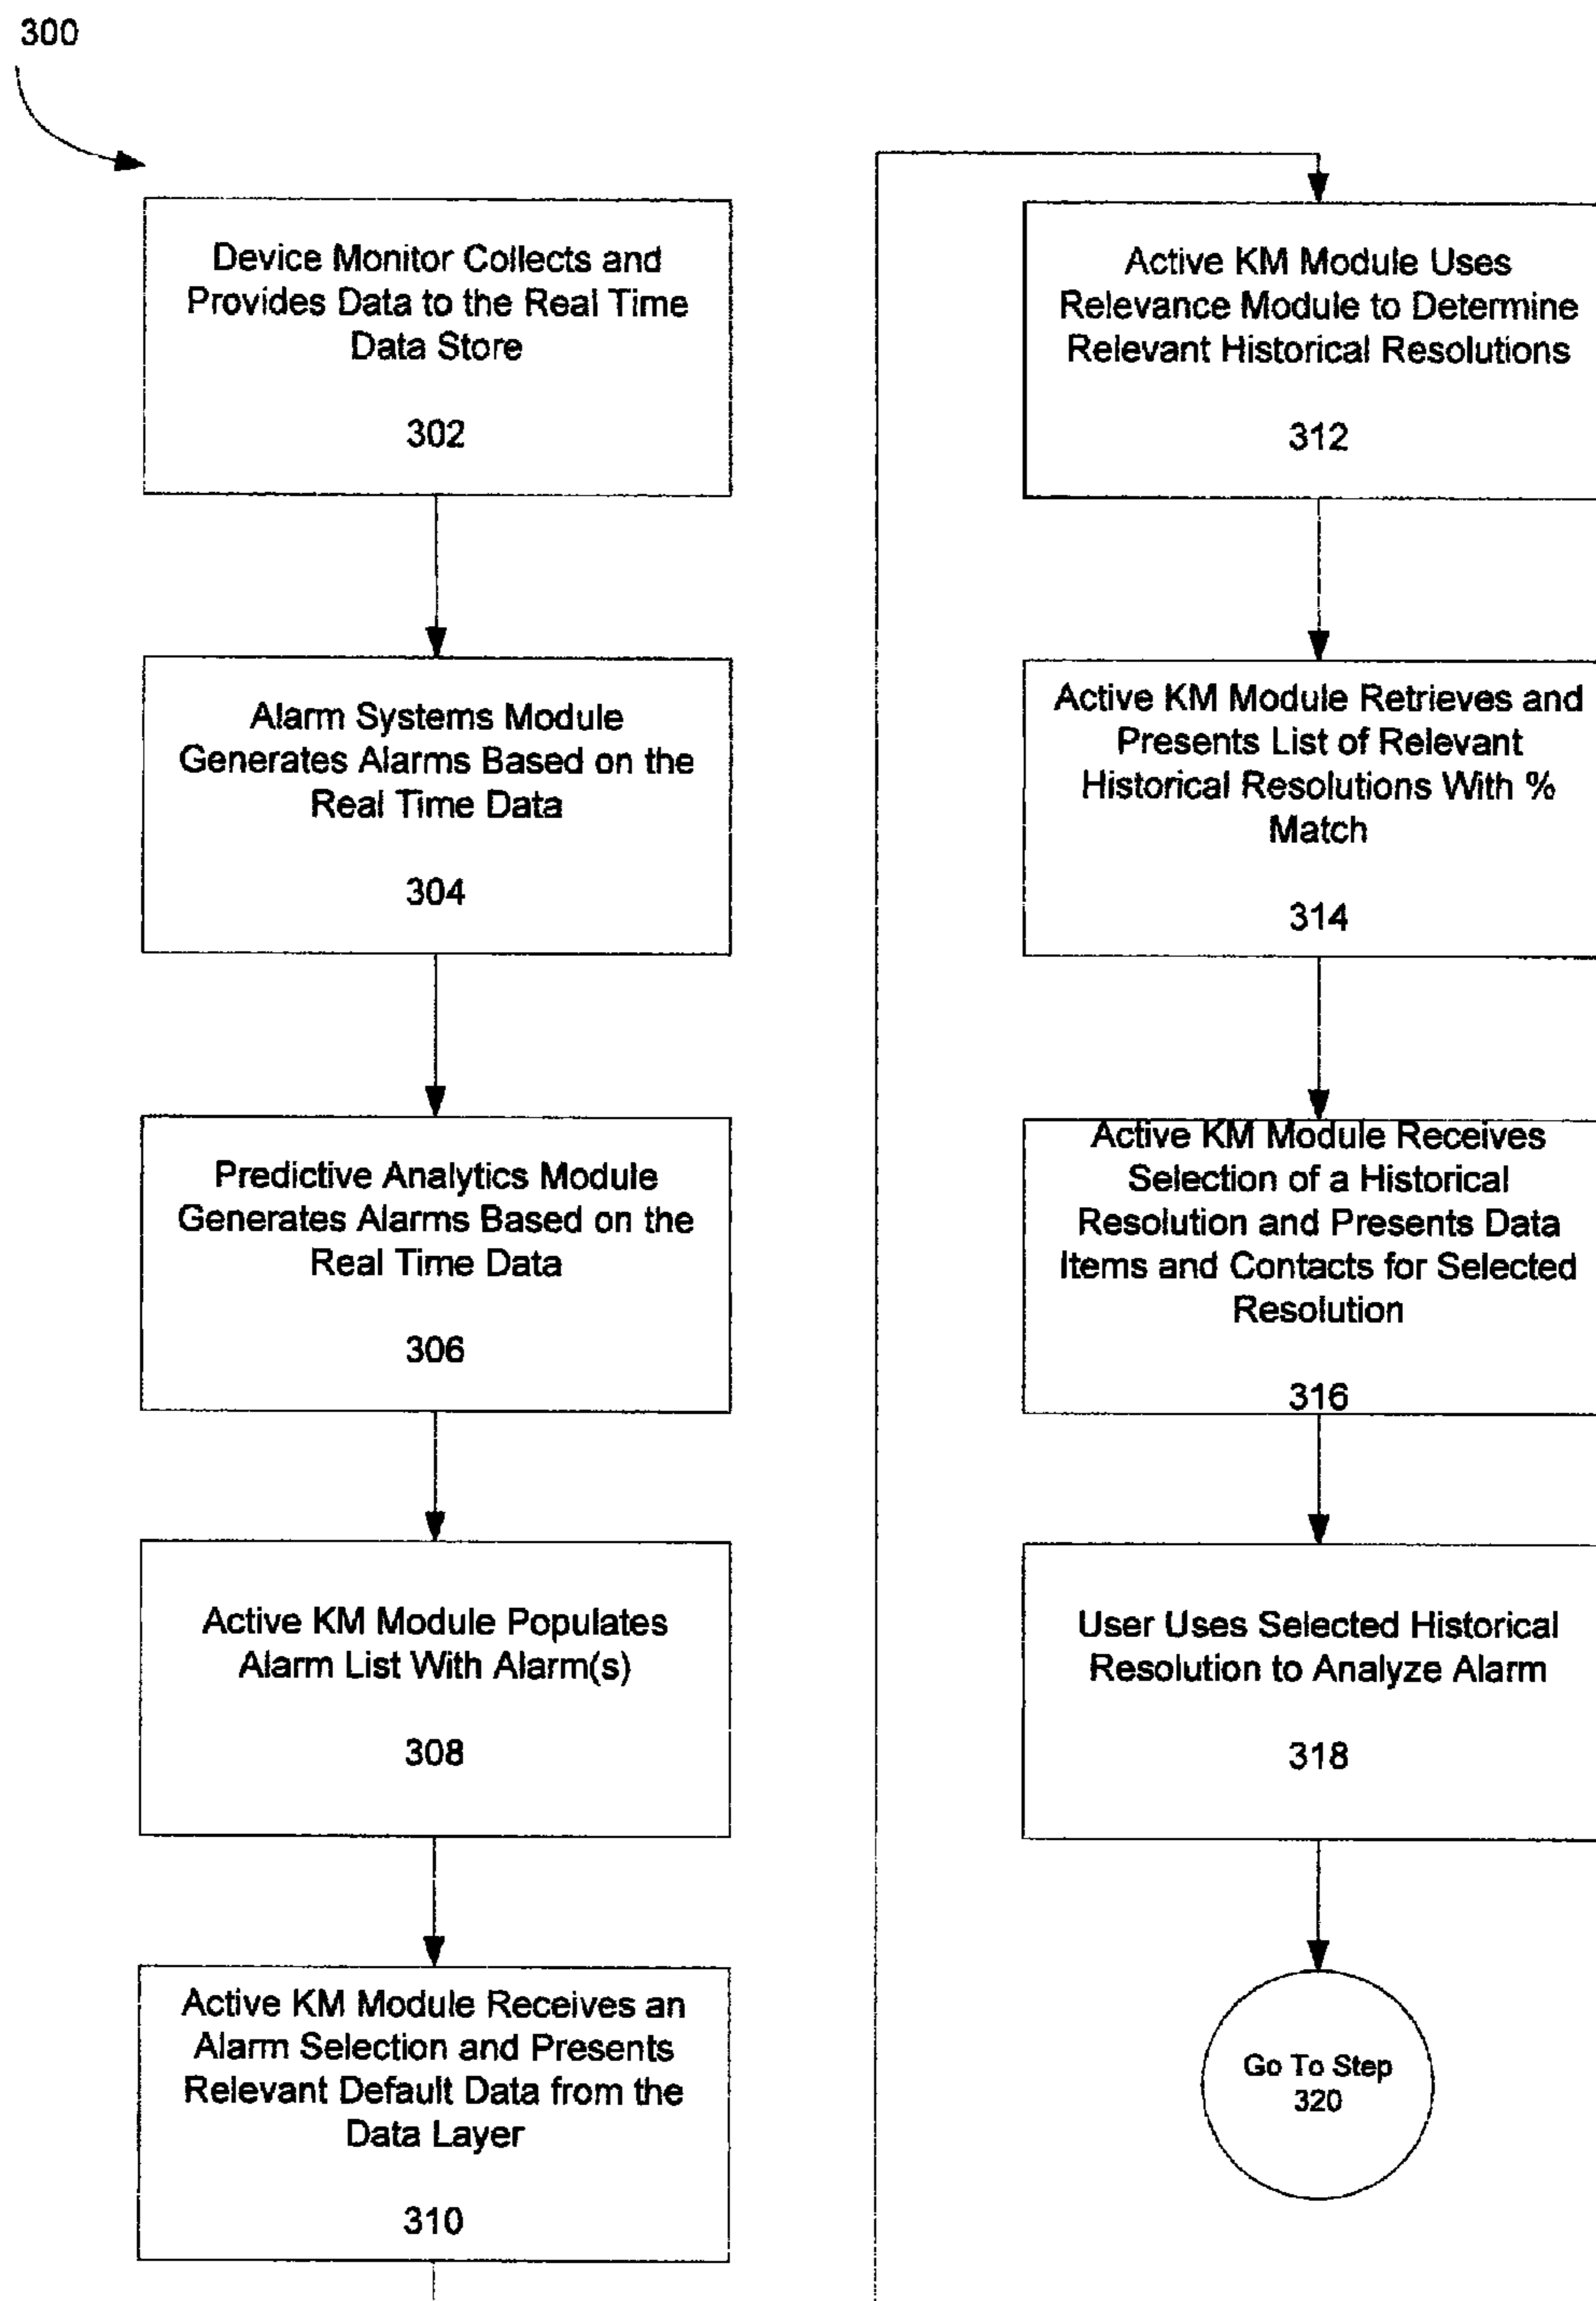 300
Device Monitor Collects and
Provides Data to the Real Time
Data Store
302
Alarm Systems Module
Generates Alarms Based on the
Real Time Data
304
Predictive Analytics Module
Generates Alarms Based on the
Real Time Data
306
Active KM Module Populates
Alarm List With Alarm(s)
308
Active KM Module Receives an
Alarm Selection and Presents
Relevant Default Data from the
Data Layer
310
Active KM Module Uses
Relevance Module to Determine
Relevant Historical Resolutions
312
Active KM Module Retrieves and
Presents List of Relevant
Historical Resolutions With %
Match
314
Active KM Module Receives
Selection of a Historical
Resolution and Presents Data
Items and Contacts for Selected
Resolution
316
User Uses Selected Historical
Resolution to Analyze Alarm
318
Go To Step
320